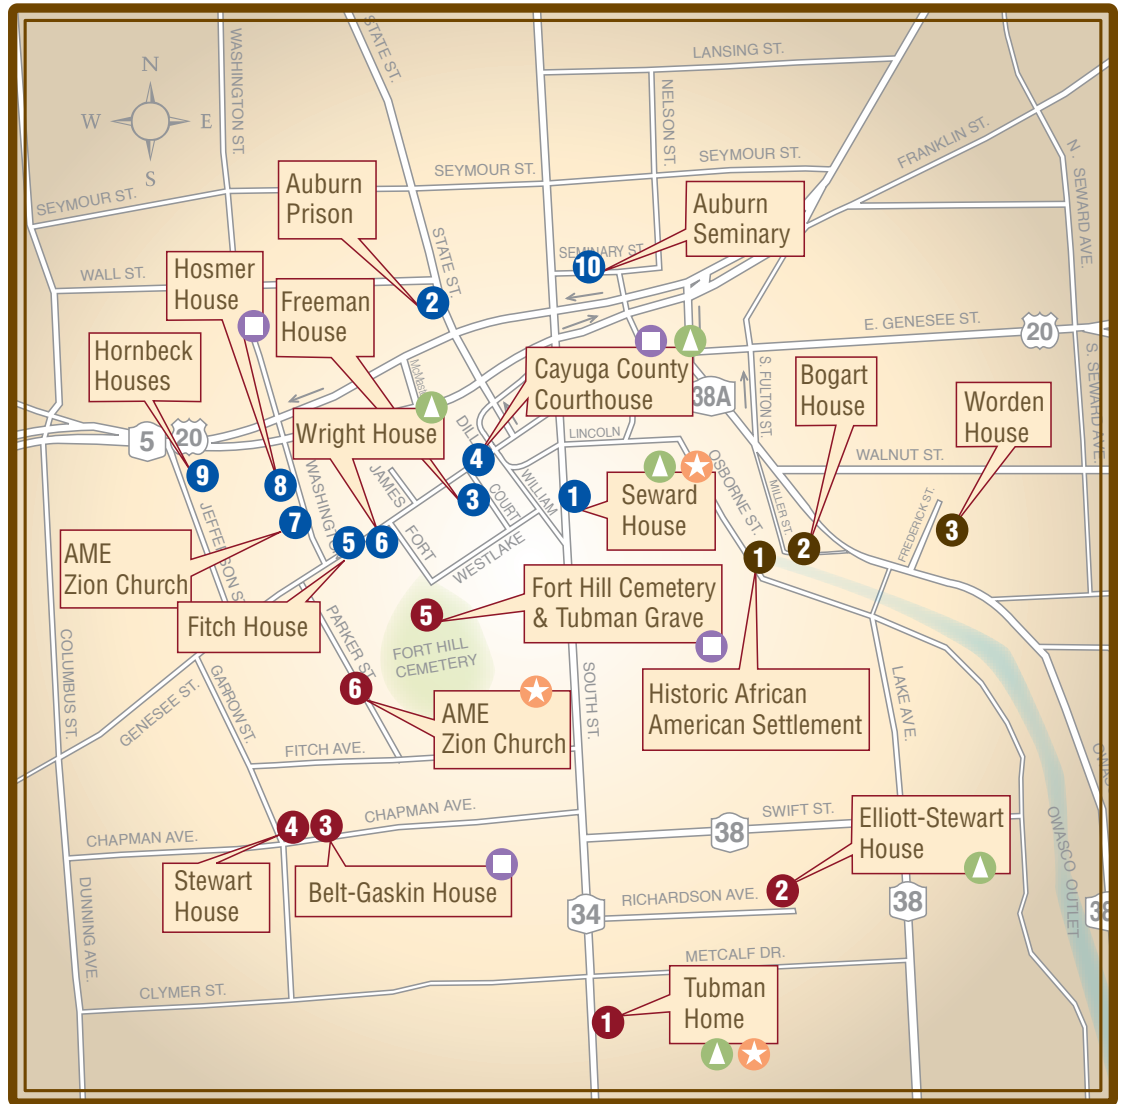 LANSING ST.
WASHINGTON ST.
STATE ST.
NELSON ST.
N
W
E
S
FRANKLIN ST.
SEYMOUR ST.
SEYMOUR ST.
SEYMOUR ST.
N. SEWARD AVE.
Auburn
Prison
Auburn
Seminary
SEMINARY ST.
10
STATE ST.
WALL ST.
Hosmer
House
2
Freeman
House
E. GENESEE ST.
20
Hornbeck
Houses
McMaster
Cayuga County
Courthouse
38A
S. FULTON ST.
S. SEWARD AVE.
Bogart
House
Worden
House
5
20
Wright House
DILL
LINCOLN
WALNUT ST.
4
OSBORNE ST.
9
8
WASHINGTON
JAMES
3
COURT
WILLIAM
1
Seward
House
MILLER ST.
FREDERICK ST.
3
7
5
6
FORT
WESTLAKE
1
2
JEFFERSON ST.
AME
Zion Church
Fitch House
Fort Hill Cemetery
& Tubman Grave
5
PARKER ST.
FORT HILL
CEMETERY
COLUMBUS ST.
GENESEE ST.
GARROW ST.
6
AME
Zion Church
SOUTH ST.
Historic African
American Settlement
LAKE AVE.
FITCH AVE.
CHAPMAN AVE.
CHAPMAN AVE.
4
3
SWIFT ST.
38
Elliott-Stewart
House
OWASCO OUTLET
Stewart
House
Belt-Gaskin House
DUNNING AVE.
34
RICHARDSON AVE.
2
38
38
METCALF DR.
CLYMER ST.
Tubman
Home
1